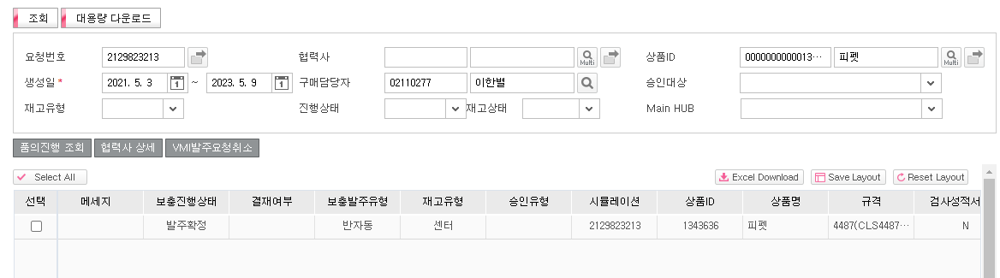 조회 대용량 다운로드
요청번호 2129823213 협력사 Multi 상품ID 0000000000013··· 피펫 Multi
생성일 * 2021. 5. 3 1 ~ 2023. 5. 9 1 구매담당자 02110277 이한별 승인대상
재고유형 진행상태 재고상태 Main HUB
품의진행 조회 협력사 상세 VMI발주요청취소
Select All Excel Download Save Layout Reset Layout
선택 메세지 보충진행상태 결재여부 보충발주유형 재고유형 승인유형 시뮬레이션 상품ID 상품명 규격 검사성적서
발주확정 반자동 센터 2129823213 1343636 피펫 4487(CLS4487··· N